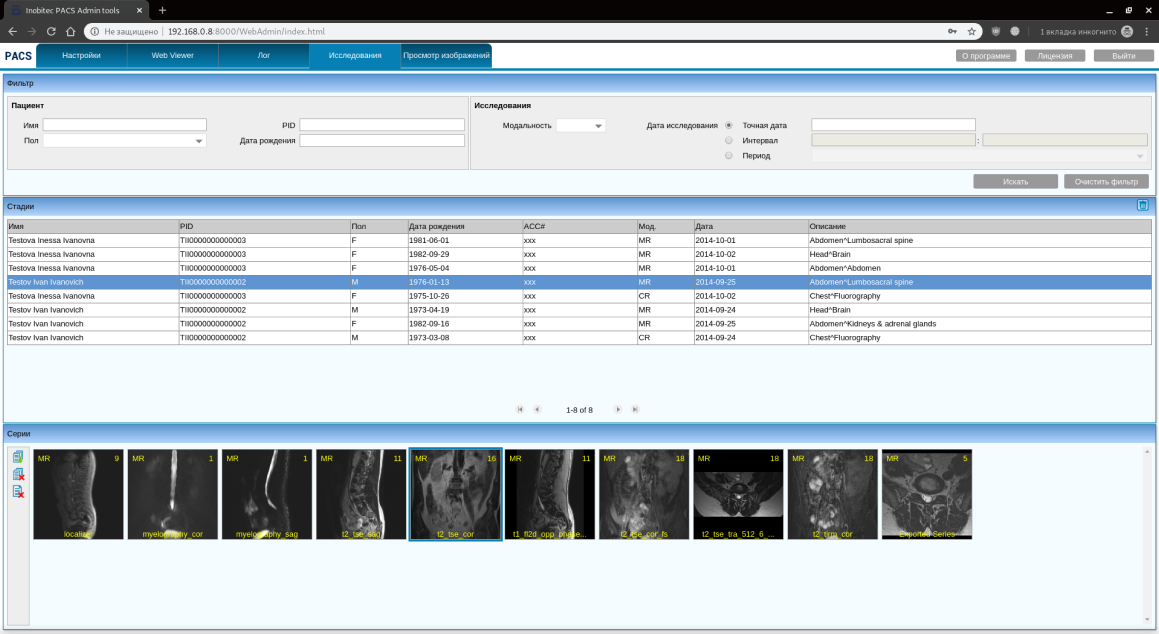 Inobitec PACS Admin tools
Не защищено | 192.168.0.8:8000/WebAdmin/index.html 1 вкладка инкогнито
PACS Настройки Web Viewer Лог Исследования Просмотр изображений О программе Лицензия Выйти
Фильтр
Пациент Исследования
Имя PID Модальность Дата исследования Точная дата
Пол Дата рождения Интервал :
Период
Искать Очистить фильтр
Стадии
Имя PID Пол Дата рождения ACC# Мод. Дата Описание
Testova Inessa Ivanovna TII0000000000003 F 1981-06-01 xxx MR 2014-10-01 Abdomen^Lumbosacral spine
Testova Inessa Ivanovna TII0000000000003 F 1982-09-29 xxx MR 2014-10-02 Head^Brain
Testova Inessa Ivanovna TII0000000000003 F 1976-05-04 xxx MR 2014-10-01 Abdomen^Abdomen
Testov Ivan Ivanovich TII0000000000002 M 1976-01-13 xxx MR 2014-09-25 Abdomen^Lumbosacral spine
Testova Inessa Ivanovna TII0000000000003 F 1975-10-26 xxx CR 2014-10-02 Chest^Fluorography
Testov Ivan Ivanovich TII0000000000002 M 1973-04-19 xxx MR 2014-09-24 Head^Brain
Testov Ivan Ivanovich TII0000000000002 F 1982-09-16 xxx MR 2014-09-25 Abdomen^Kidneys & adrenal glands
Testov Ivan Ivanovich TII0000000000002 M 1973-03-08 xxx CR 2014-09-24 Chest^Fluorography
1-8 of 8
Серии
MR 9 MR 1 MR 1 MR 11 MR 16 MR 11 MR 18 MR 18 MR 18 MR 5
localizer myelography_cor myelography_sag t2_tse_sag t2_tse_cor t1_fl2d_opp_phase... t2_tse_cor_fs t2_tse_tra_512_6_... t2_tirm_cor Exported Series